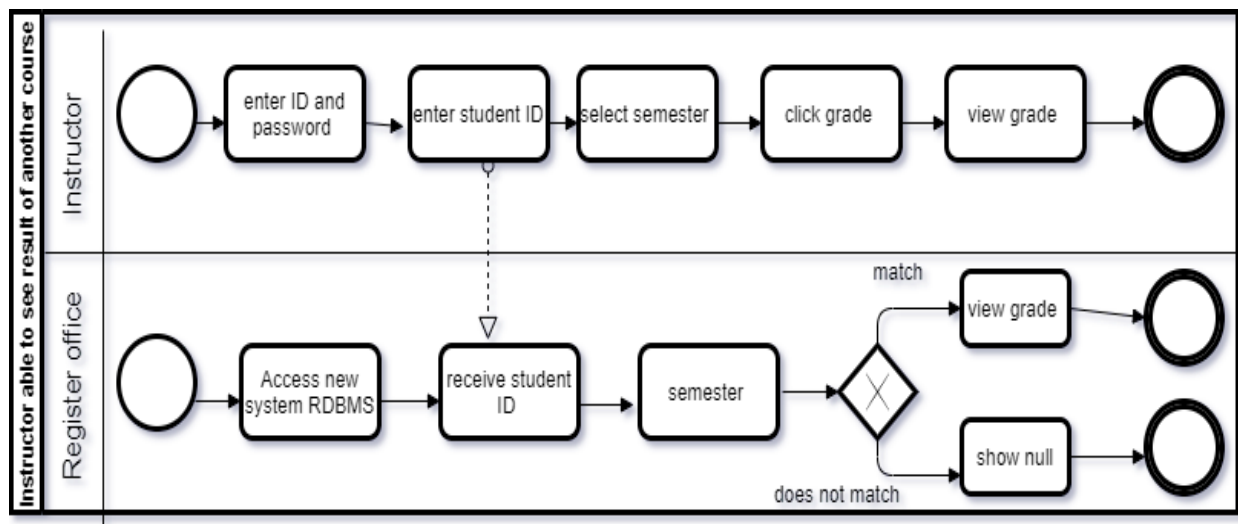 Instructor able to see result of another course
Instructor
enter ID and
password
enter student ID
select semester
click grade
view grade
Register office
Access new
system RDBMS
receive student
ID
semester
match
view grade
does not match
show null